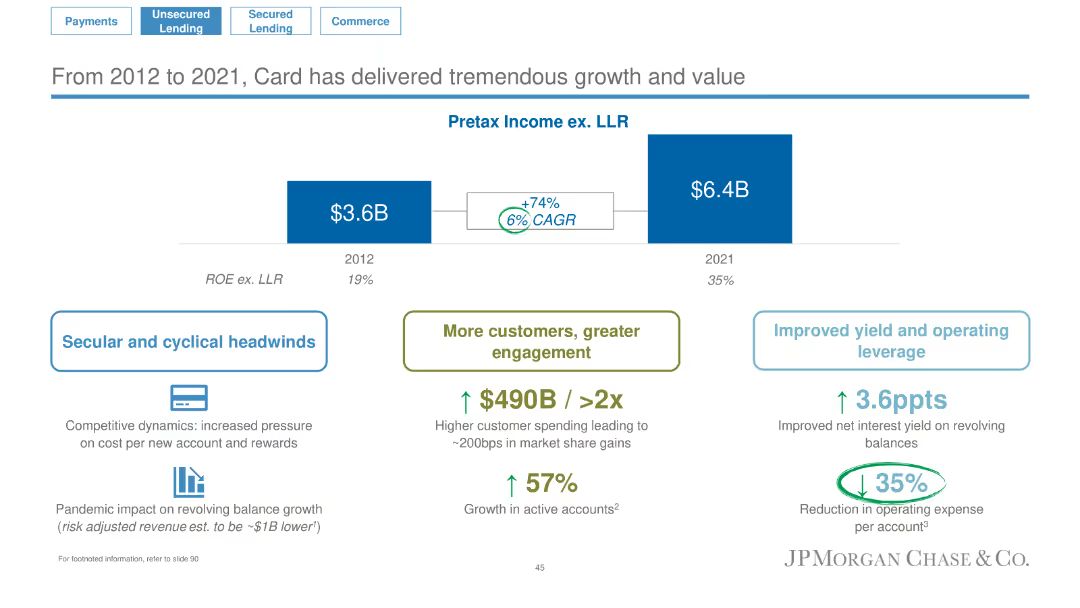 Payments
Unsecured
Lending
Secured
Lending
Commerce
From 2012 to 2021, Card has delivered tremendous growth and value
Pretax Income ex. LLR
$3.6B
+74%
6% CAGR
$6.4B
2012
2021
ROE ex. LLR
19%
35%
Secular and cyclical headwinds
Competitive dynamics: increased pressure
on cost per new account and rewards
Pandemic impact on revolving balance growth
(risk adjusted revenue est. to be ~$1B lower¹)
More customers, greater
engagement
↑ $490B / >2x
Higher customer spending leading to
~200bps in market share gains
↑ 57%
Growth in active accounts²
Improved yield and operating
leverage
↑ 3.6ppts
Improved net interest yield on revolving
balances
↓ 35%
Reduction in operating expense
per account³
For footnoted information, refer to slide 90
45
JPMORGAN CHASE & CO.